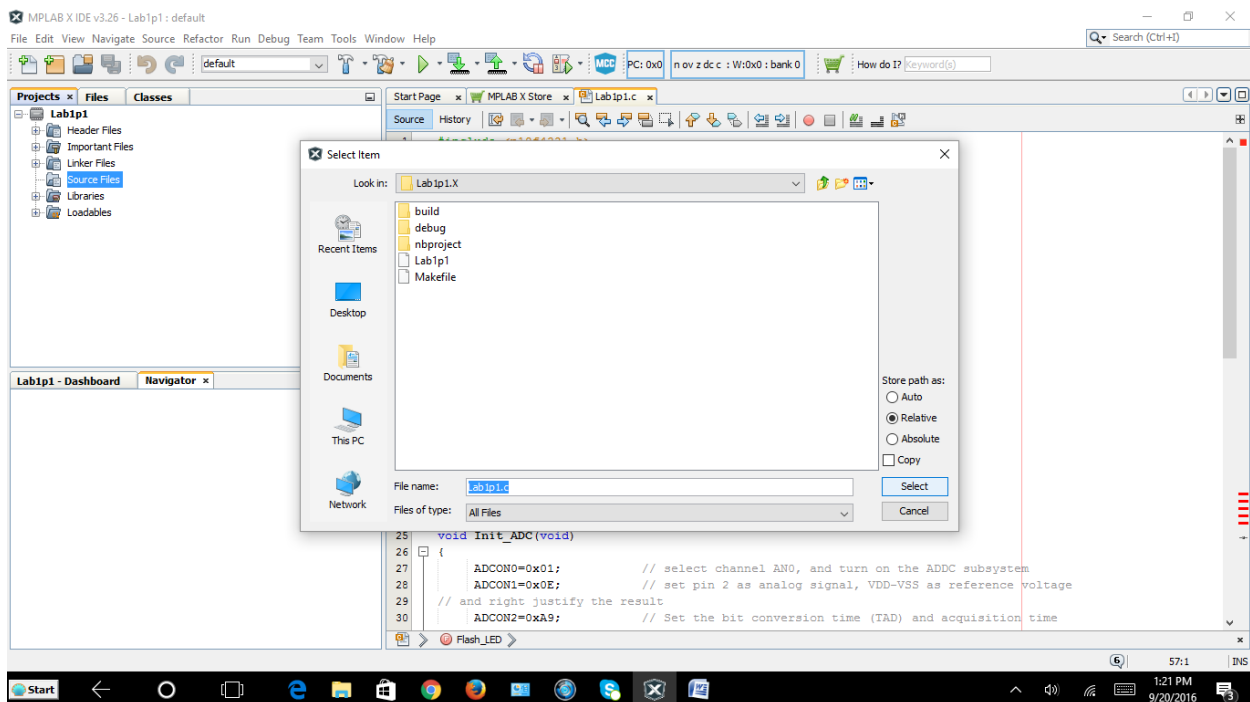 MPLAB X IDE v3.26 - Lab1p1 : default
File Edit View Navigate Source Refactor Run Debug Team Tools Window Help
Search (Ctrl+I)
default
MCC
PC: 0x0
n ov z dc c : W:0x0 : bank 0
How do I? Keyword(s)
Projects x Files Classes
Start Page x MPLAB X Store x Lab1p1.c x
Source History
Lab1p1
Header Files
Important Files
Linker Files
Source Files
Libraries
Loadables
1 #include <p18f4321.h>
Select Item
Look in: Lab1p1.X
Recent Items
Desktop
Documents
This PC
Network
build
debug
nbproject
Lab1p1
Makefile
Store path as:
Auto
Relative
Absolute
Copy
File name: Lab1p1.c
Select
Files of type: All Files
Cancel
Lab1p1 - Dashboard Navigator x
25 void Init_ADC(void)
26 {
27 ADCON0=0x01; // select channel AN0, and turn on the ADDC subsystem
28 ADCON1=0x0E; // set pin 2 as analog signal, VDD-VSS as reference voltage
29 // and right justify the result
30 ADCON2=0xA9; // Set the bit conversion time (TAD) and acquisition time
Flash_LED
6 57:1 INS
Start
1:21 PM
9/20/2016
3